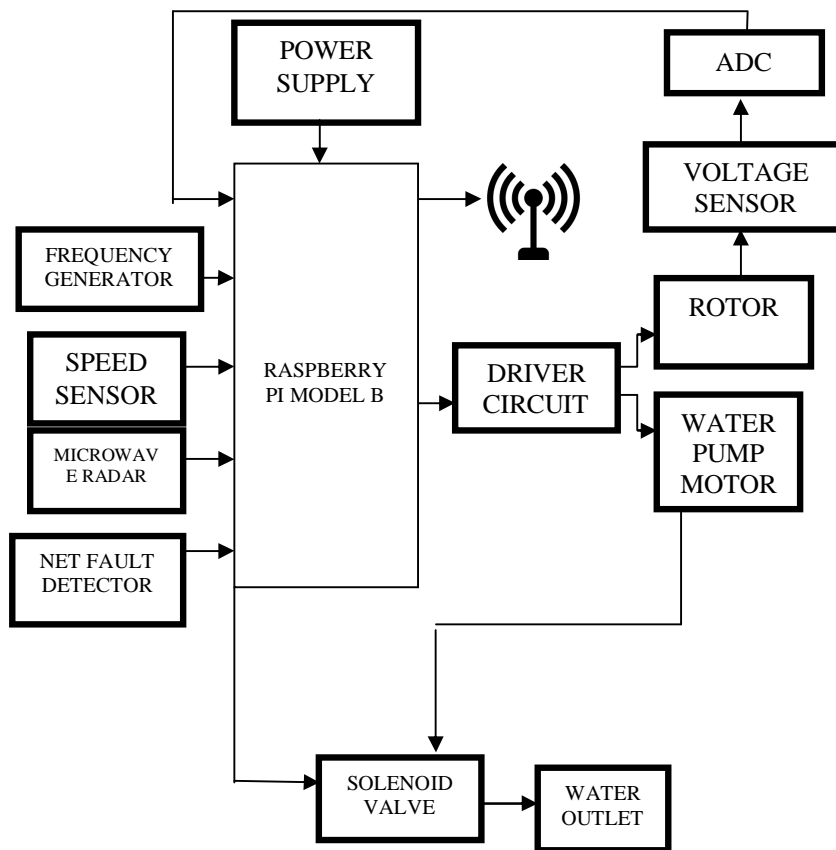 POWER
SUPPLY
ADC
VOLTAGE
SENSOR
FREQUENCY
GENERATOR
ROTOR
SPEED
SENSOR
RASPBERRY
PI MODEL B
DRIVER
CIRCUIT
WATER
PUMP
MOTOR
MICROWAV
E RADAR
NET FAULT
DETECTOR
SOLENOID
VALVE
WATER
OUTLET